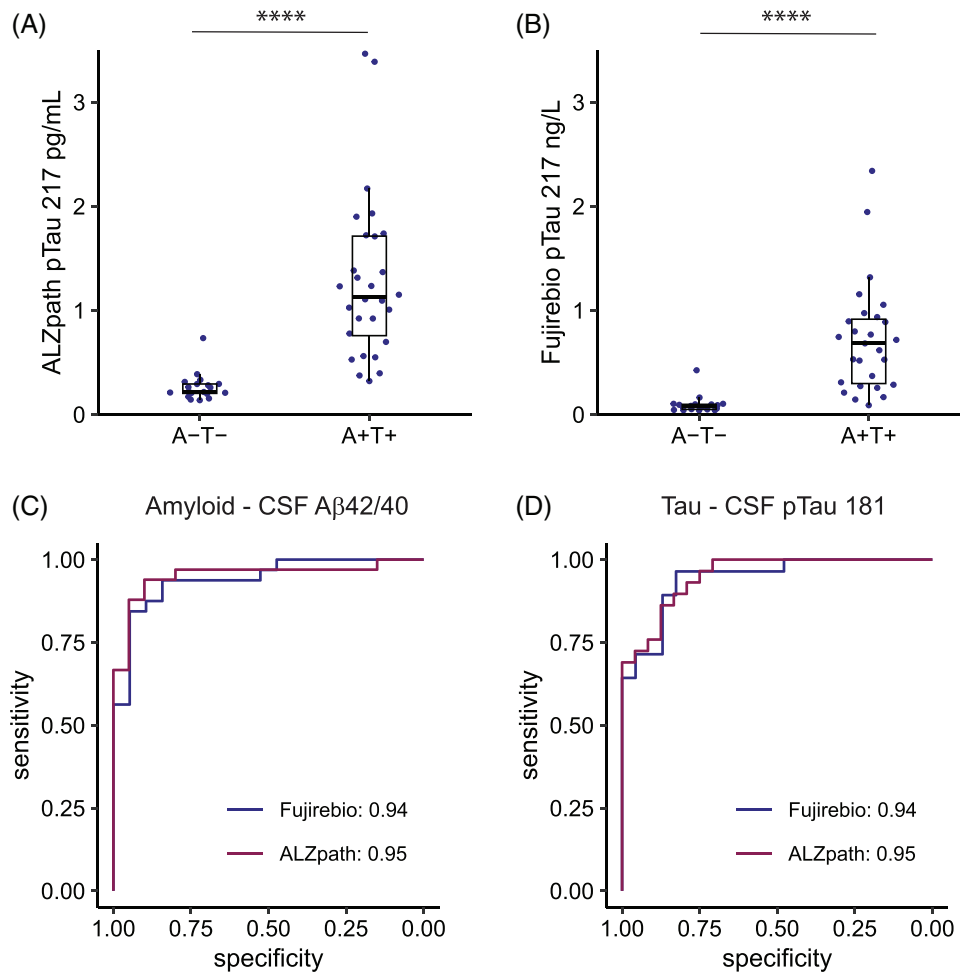 (A)
****
ALZpath pTau 217 pg/mL
3
2
1
0
A−T−
A+T+
(B)
****
Fujirebio pTau 217 ng/L
3
2
1
0
A−T−
A+T+
(C)
Amyloid - CSF Aβ42/40
sensitivity
1.00
0.75
0.50
0.25
0.00
Fujirebio: 0.94
ALZpath: 0.95
1.00 0.75 0.50 0.25 0.00
specificity
(D)
Tau - CSF pTau 181
sensitivity
1.00
0.75
0.50
0.25
0.00
Fujirebio: 0.94
ALZpath: 0.95
1.00 0.75 0.50 0.25 0.00
specificity